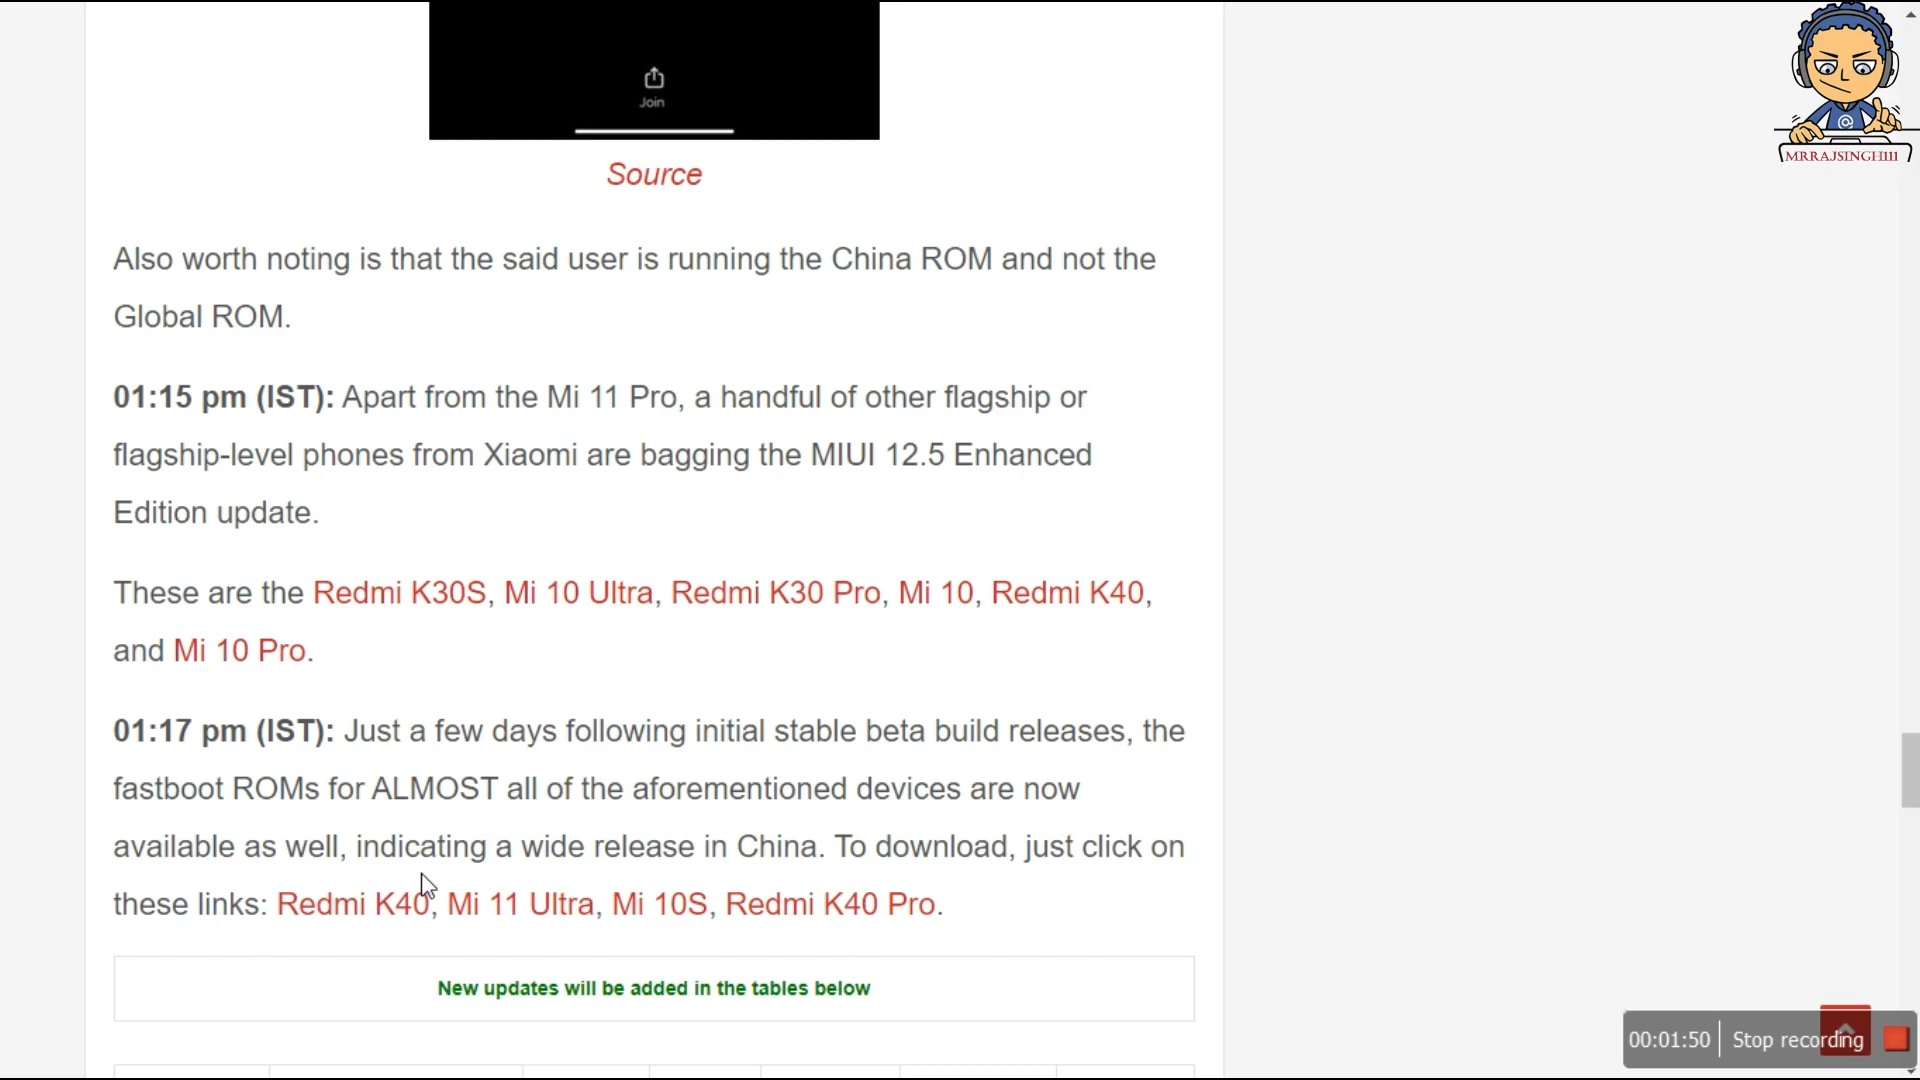 Join
MRRAJSINGH111
Source
Also worth noting is that the said user is running the China ROM and not the
Global ROM.
01:15 pm (IST): Apart from the Mi 11 Pro, a handful of other flagship or
flagship-level phones from Xiaomi are bagging the MIUI 12.5 Enhanced
Edition update.
These are the Redmi K30S, Mi 10 Ultra, Redmi K30 Pro, Mi 10, Redmi K40,
and Mi 10 Pro.
01:17 pm (IST): Just a few days following initial stable beta build releases, the
fastboot ROMs for ALMOST all of the aforementioned devices are now
available as well, indicating a wide release in China. To download, just click on
these links: Redmi K40, Mi 11 Ultra, Mi 10S, Redmi K40 Pro.
New updates will be added in the tables below
00:01:50 Stop recording